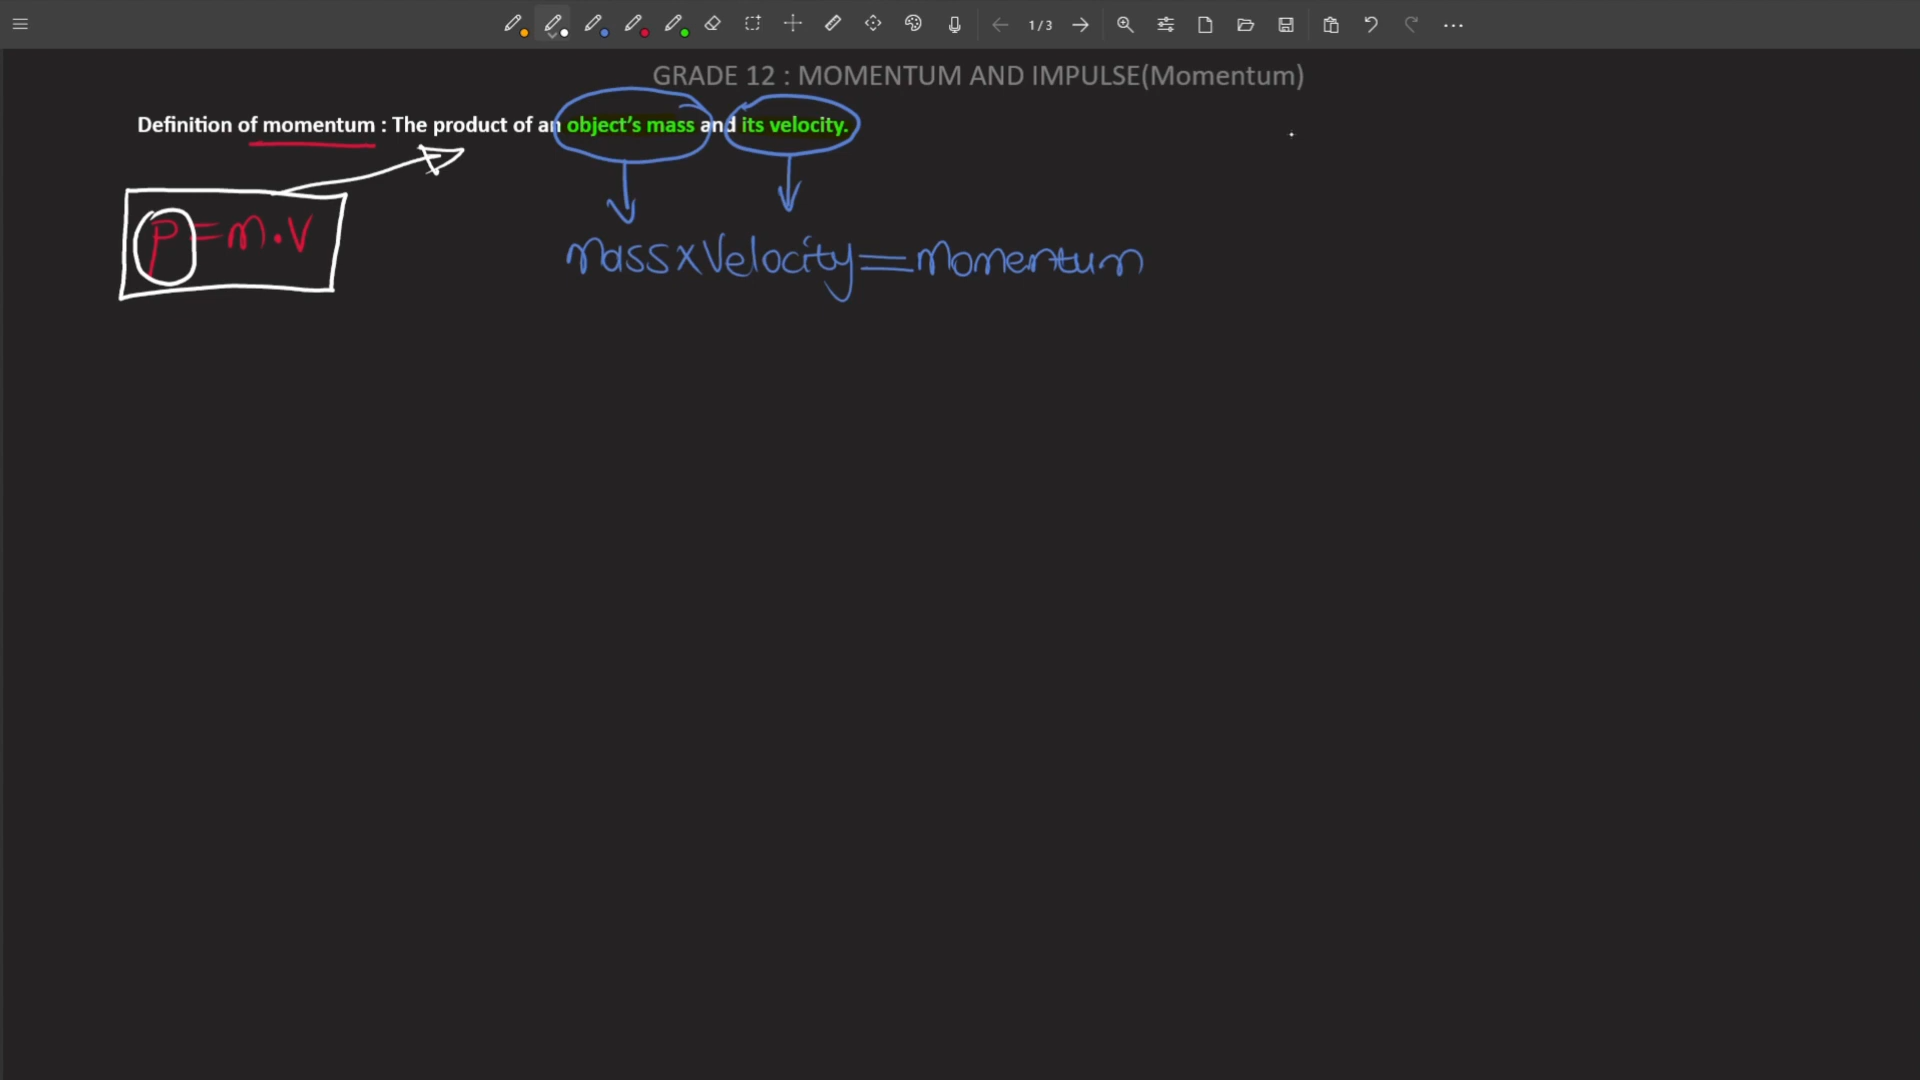 1/3
GRADE 12 : MOMENTUM AND IMPULSE(Momentum)
Definition of momentum : The product of an object’s mass and its velocity.
p=m.v
massxVelocity=momentum